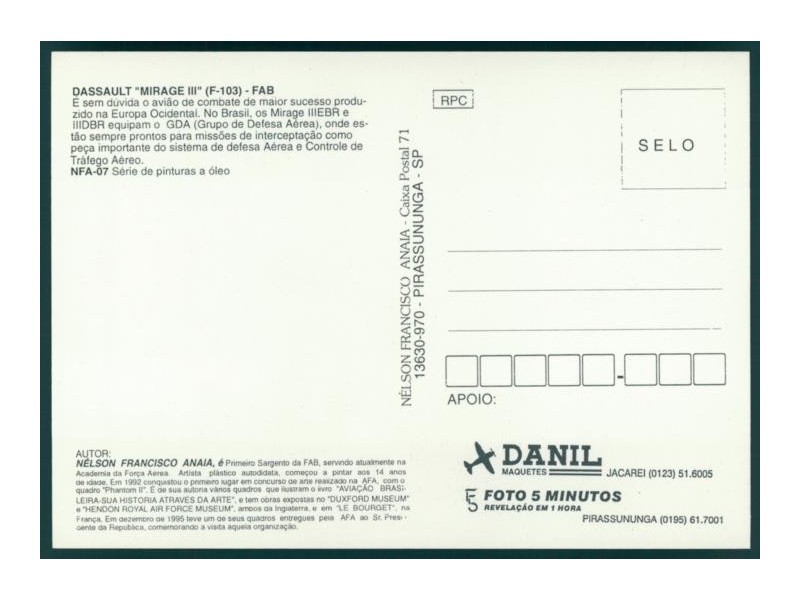 DASSAULT "MIRAGE III" (F-103) - FAB
É sem dúvida o avião de combate de maior sucesso produ-
zido na Europa Ocidental. No Brasil, os Mirage IIIEBR e
IIIDBR equipam o GDA (Grupo de Defesa Aérea), onde es-
tão sempre prontos para missões de interceptação como
peça importante do sistema de defesa Aérea e Controle de
Tráfego Aéreo.
NFA-07 Série de pinturas a óleo
AUTOR:
NÉLSON FRANCISCO ANAIA, é Primeiro Sargento da FAB, servindo atualmente na
Academia da Força Aérea. Artista plástico autodidata, começou a pintar aos 14 anos
de idade. Em 1992 conquistou o primeiro lugar em concurso de arte realizado na AFA, com o
quadro "Phantom II". E de sua autoria vários quadros que ilustram o livro "AVIAÇÃO BRASI-
LEIRA-SUA HISTORIA ATRAVES DA ARTE", e tem obras expostas no "DUXFORD MUSEUM"
e "HENDON ROYAL AIR FORCE MUSEUM", ambos da Inglaterra, e em "LE BOURGET", na
França. Em dezembro de 1995 teve um de seus quadros entregues pela AFA ao Sr. Presi-
dente da República, comemorando a visita aquela organização.
NÉLSON FRANCISCO ANAIA - Caixa Postal 71
13630-970 - PIRASSUNUNGA - SP
RPC
SELO
-
APOIO:
DANIL
MAQUETES
JACAREI (0123) 51.6005
F5 FOTO 5 MINUTOS
REVELAÇÃO EM 1 HORA
PIRASSUNUNGA (0195) 61.7001